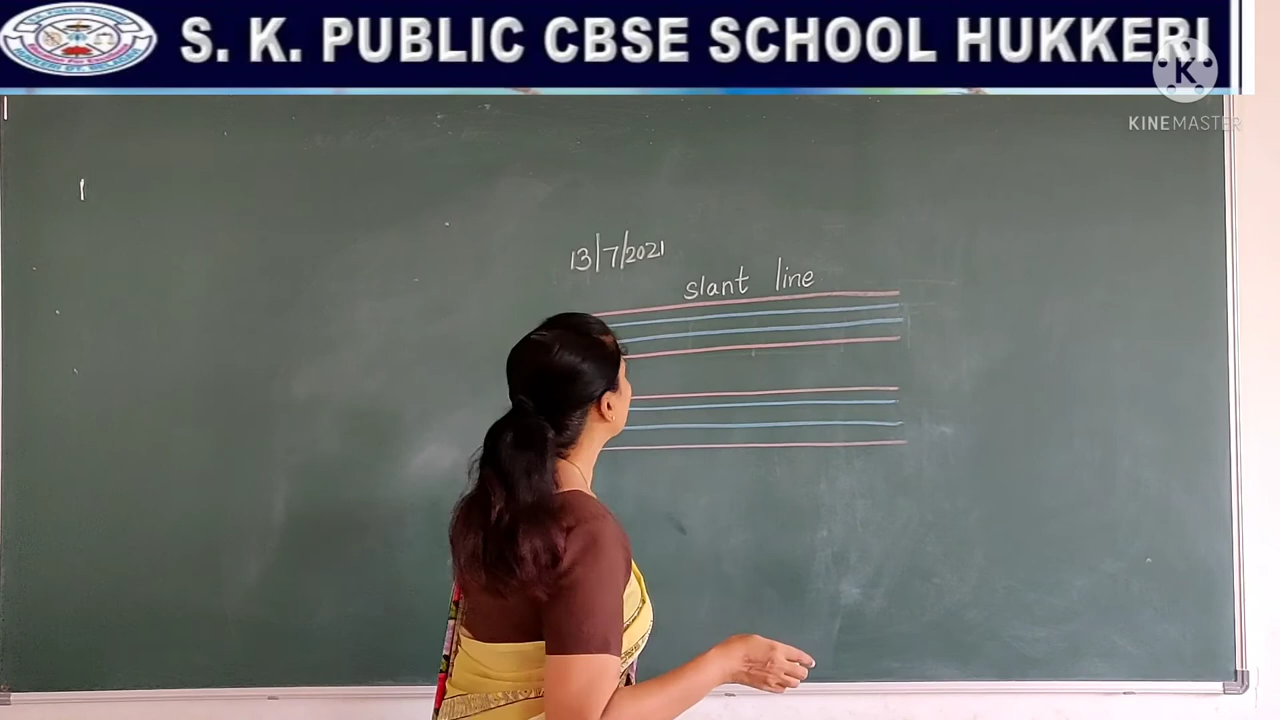 S. K. PUBLIC CBSE SCHOOL HUKKERI
K
KINEMASTER
13/7/2021
slant line